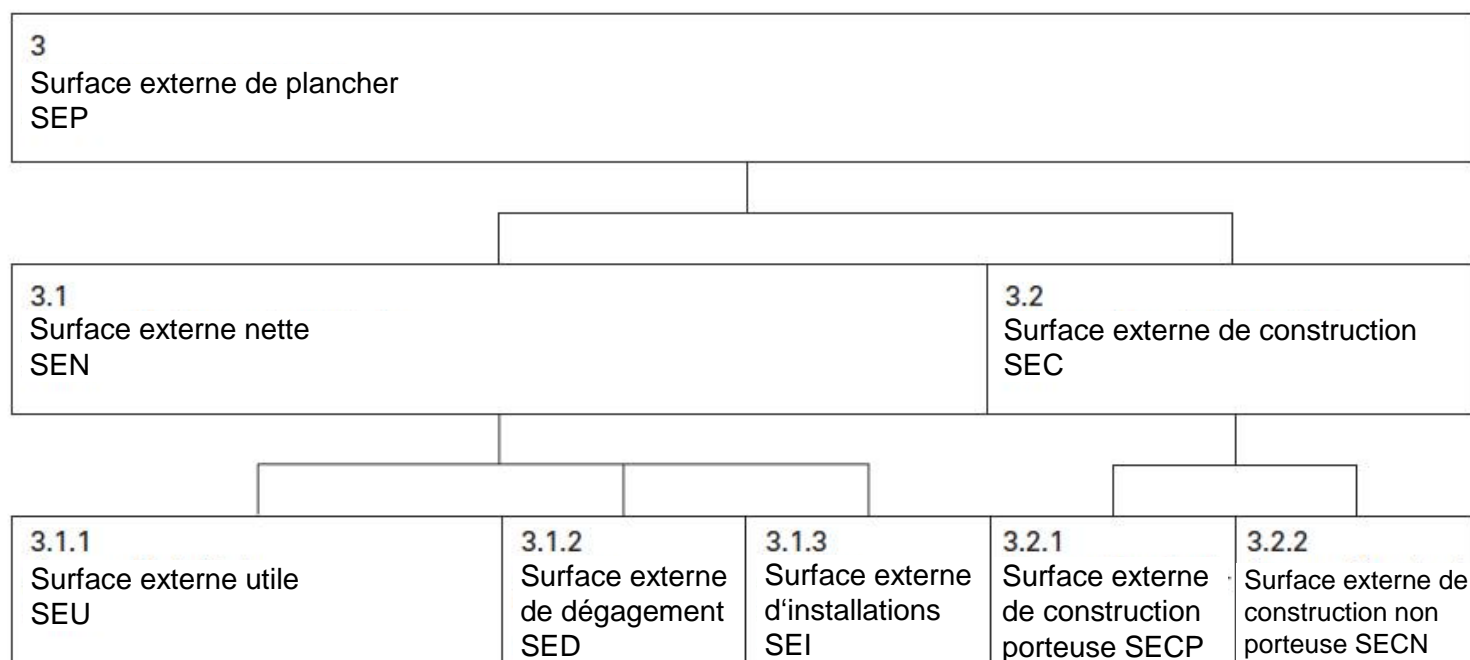 3
Surface externe de plancher
SEP
3.1
Surface externe nette
SEN
3.2
Surface externe de construction
SEC
3.1.1
Surface externe utile
SEU
3.1.2
Surface externe
de dégagement
SED
3.1.3
Surface externe
d‘installations
SEI
3.2.1
Surface externe
de construction
porteuse SECP
3.2.2
Surface externe de
construction non
porteuse SECN